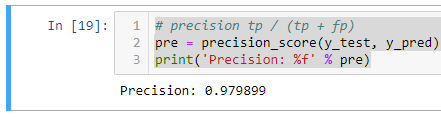 In [19]:
1 # precision tp / (tp + fp)
2 pre = precision_score(y_test, y_pred)
3 print('Precision: %f' % pre)
Precision: 0.979899